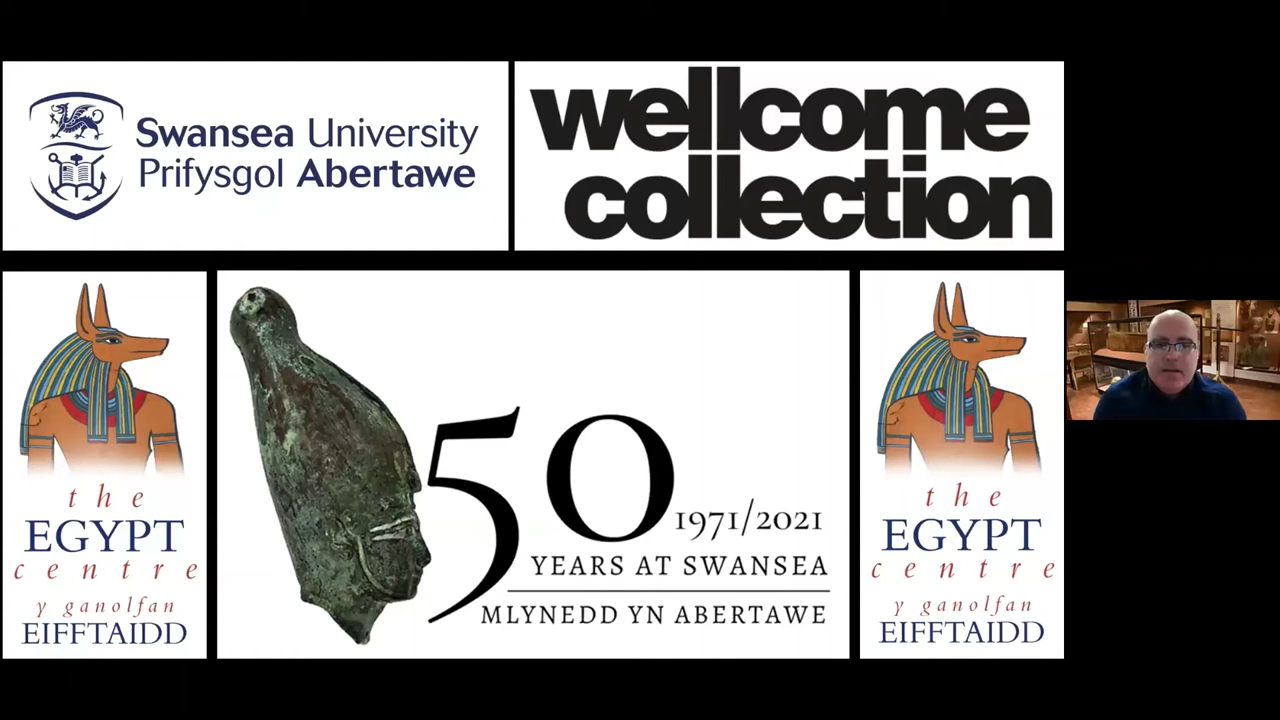 Swansea University
Prifysgol Abertawe
wellcome
collection
the
EGYPT
centre
y ganolfan
EIFFTAIDD
50
1971/2021
YEARS AT SWANSEA
MLYNEDD YN ABERTAWE
the
EGYPT
centre
y ganolfan
EIFFTAIDD